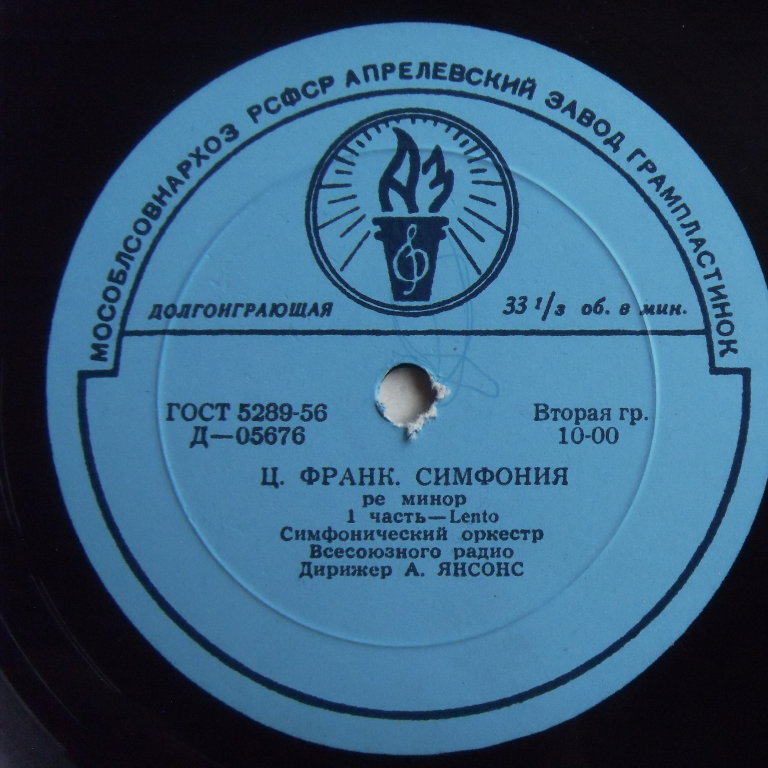 МОСОБЛСОВНАРХОЗ РСФСР АПРЕЛЕВСКИЙ ЗАВОД ГРАМПЛАСТИНОК
АЗ
ДОЛГОИГРАЮЩАЯ 33 1/3 об. в мин.
ГОСТ 5289-56 Вторая гр.
Д—05676 10-00
Ц. ФРАНК. СИМФОНИЯ
ре минор
1 часть—Lento
Симфонический оркестр
Всесоюзного радио
Дирижер А. ЯНСОНС